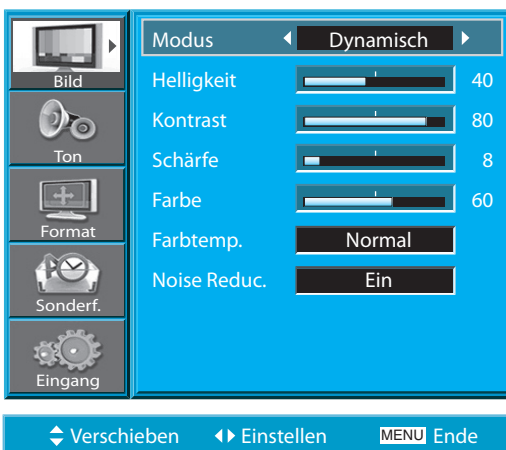 Bild
Ton
Format
Sonderf.
Eingang
Modus Dynamisch
Helligkeit 40
Kontrast 80
Schärfe 8
Farbe 60
Farbtemp. Normal
Noise Reduc. Ein
Verschieben Einstellen MENU Ende